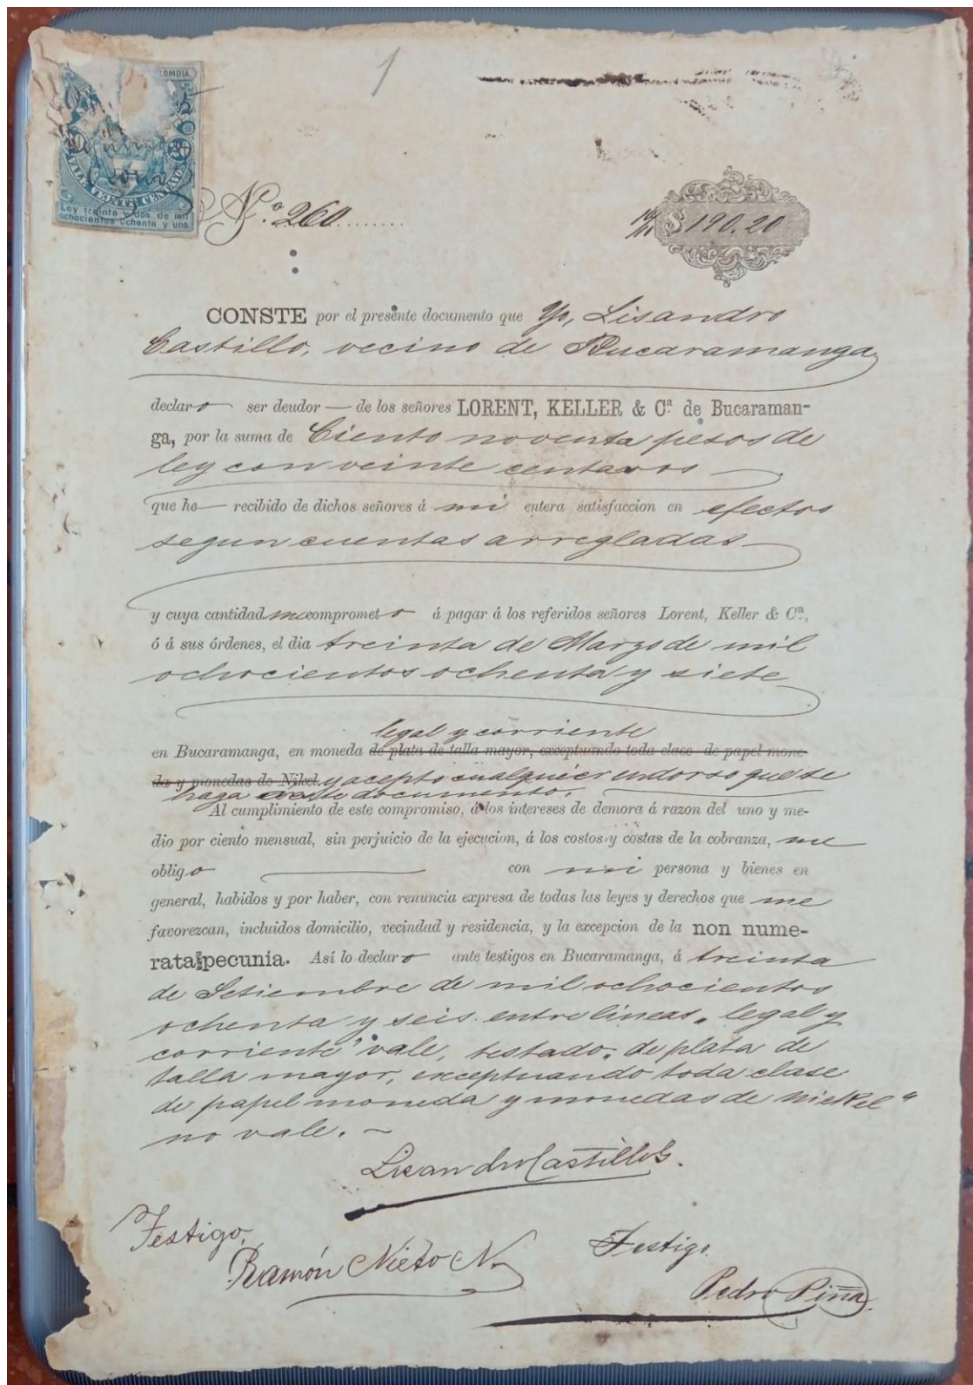 1
LOMBIA
VALE CENTAVOS
Ley treinta y dos de mil
ochocientos ochenta y uno.
N.º 260
$ 190.20
CONSTE por el presente documento que Yo, Lisandro
Castillo, vecino de Bucaramanga
declaro ser deudor — de los señores LORENT, KELLER & Cª de Bucaraman-
ga, por la suma de Ciento noventa pesos de
ley con veinte centavos
que he— recibido de dichos señores á mi entera satisfaccion en efectos
segun cuentas arregladas
y cuya cantidad me comprometo á pagar á los referidos señores Lorent, Keller & Cª,
ó á sus órdenes, el dia treinta de Marzo de mil
ochocientos ochenta y siete
legal y corriente
en Bucaramanga, en moneda de plata de talla mayor, exceptuando toda clase de papel mone-
da y monedas de Nikel. y acepto cualquier endorso que se
haga de este documento.
Al cumplimiento de este compromiso, á los intereses de demora á razon del uno y me-
dio por ciento mensual, sin perjuicio de la ejecucion, á los costos y costas de la cobranza, me
obligo con mi persona y bienes en
general, habidos y por haber, con renuncia expresa de todas las leyes y derechos que me
favorezcan, incluidos domicilio, vecindad y residencia, y la excepcion de la non nume-
rata pecunia. Así lo declaro ante testigos en Bucaramanga, á treinta
de Setiembre de mil ochocientos
ochenta y seis. entre lineas „ legal y
corriente" vale, testado „ de plata de
talla mayor, exceptuando toda clase
de papel moneda y monedas de nickel "
no vale. —
Lisandro Castillo S.
Testigo,
Ramón Nieto N.
Testigo.
Pedro Piña.